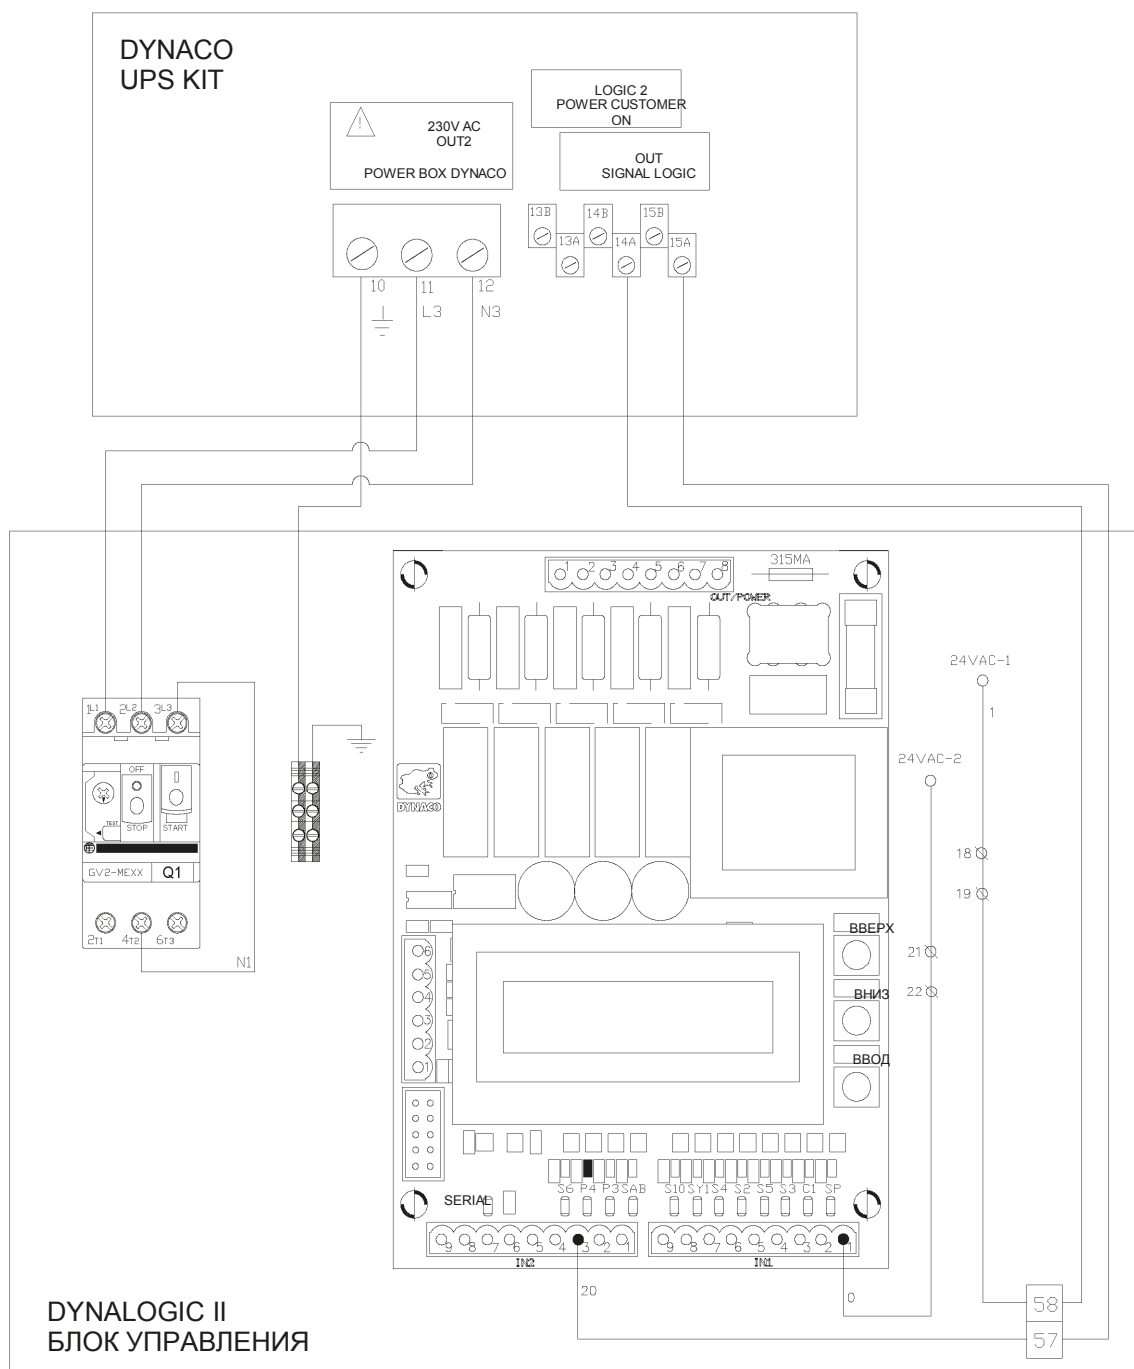 DYNACO
UPS KIT
LOGIC 2
POWER CUSTOMER
ON
230V AC
OUT2
POWER BOX DYNACO
OUT
SIGNAL LOGIC
13B
14B
15B
13A
14A
15A
10
11
12
L3
N3
1 2 3 4 5 6 7 8
315MA
OUT/POWER
24VAC-1
1
24VAC-2
1L1 2L2 3L3
OFF
TEST
STOP
START
GV2-MEXX
Q1
2T1 4T2 6T3
N1
DYNACO
18
19
21
22
6
5
4
3
2
1
ВВЕРХ
ВНИЗ
ВВОД
S6 P4 P3 SAB
S10 SY1 S4 S2 S5 S3 C1 SP
SERIAL
9 8 7 6 5 4 3 2 1
9 8 7 6 5 4 3 2 1
IN2
IN1
20
0
58
57
DYNALOGIC II
БЛОК УПРАВЛЕНИЯ